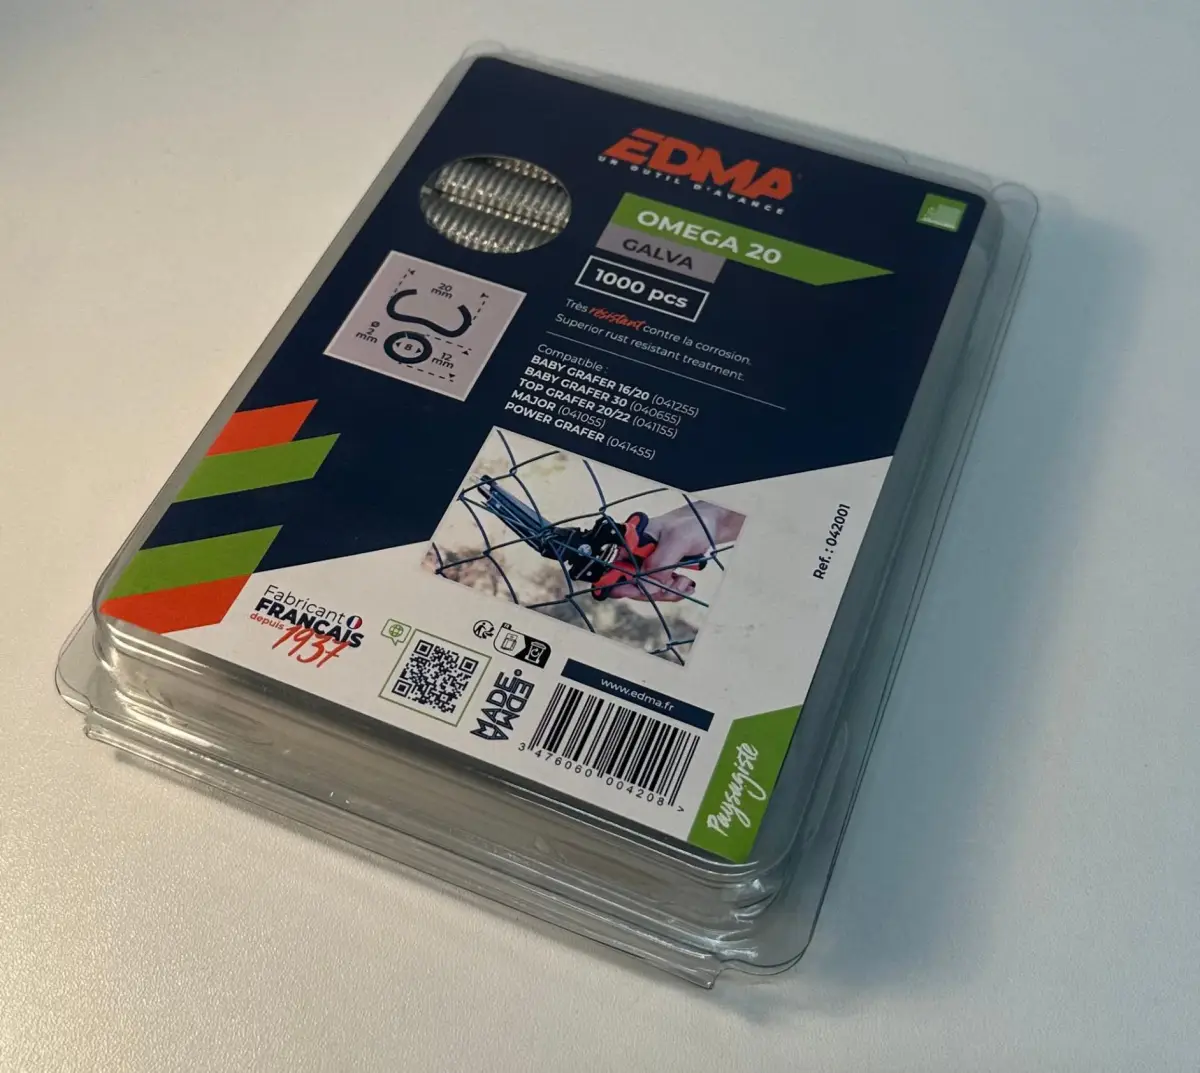 EDMA
UN OUTIL D'AVANCE
OMEGA 20
GALVA
1000 pcs
Très résistant contre la corrosion.
Superior rust resistant treatment.
20
mm
ø
2
mm
8
12
mm
Compatible :
BABY GRAFER 16/20 (041255)
BABY GRAFER 30 (040655)
TOP GRAFER 20/22 (041155)
MAJOR (041055)
POWER GRAFER (041455)
Ref. : 042001
Fabricant
FRANÇAIS
depuis 1937
EDMA
MADE
www.edma.fr
3 476060 004208 >
Paysagiste